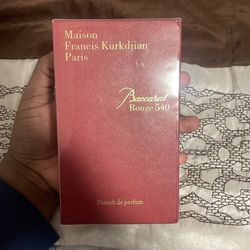 Maison
Francis Kurkdjian
Paris
Baccarat
Rouge 540
Extrait de parfum